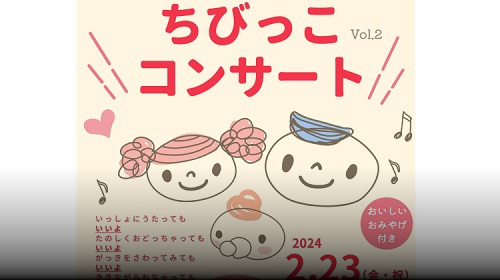 ちびっこ
Vol,2
コンサート
いっしょにうたっても
いいよ
たのしくおどっちゃっても
いいよ
がっきをさわってみても
いいよ
おいしい
おみやげ
付き
2024
2.23(金・祝)